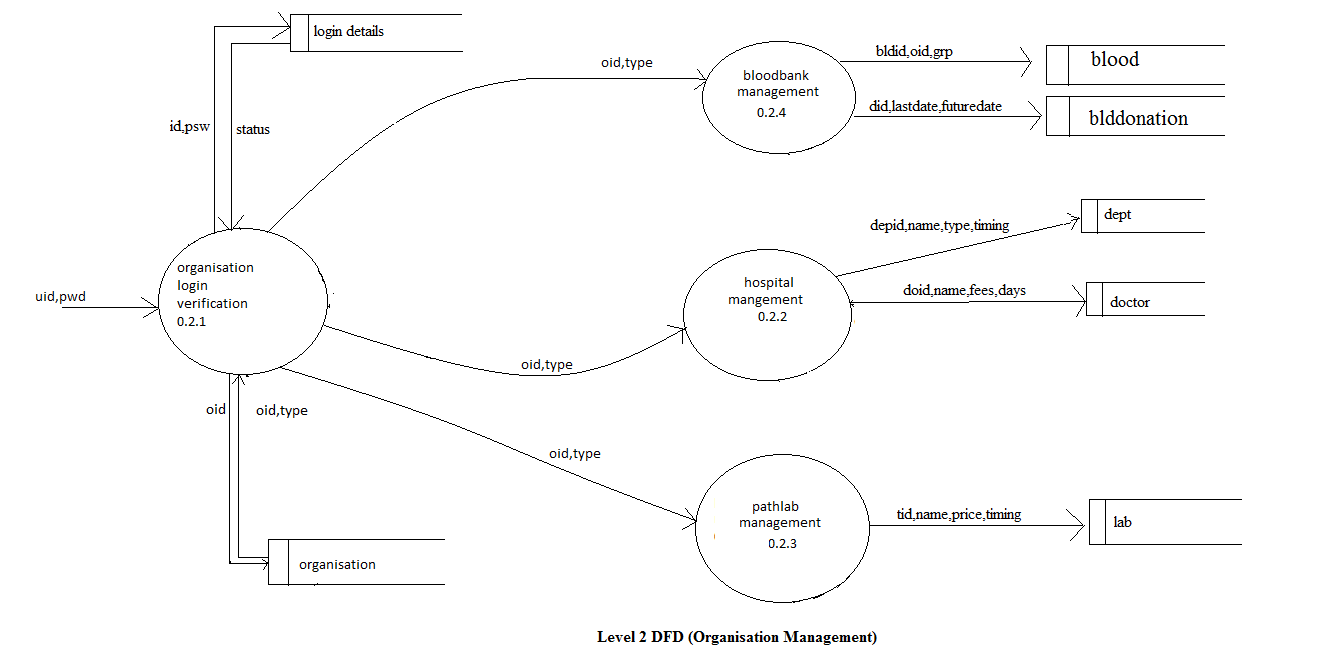 login details
id,psw
status
oid,type
bloodbank
management
0.2.4
bldid,oid,grp
blood
did,lastdate,futuredate
blddonation
uid,pwd
organisation
login
verification
0.2.1
oid,type
hospital
mangement
0.2.2
depid,name,type,timing
dept
doid,name,fees,days
doctor
oid
oid,type
organisation
oid,type
pathlab
management
0.2.3
tid,name,price,timing
lab
Level 2 DFD (Organisation Management)